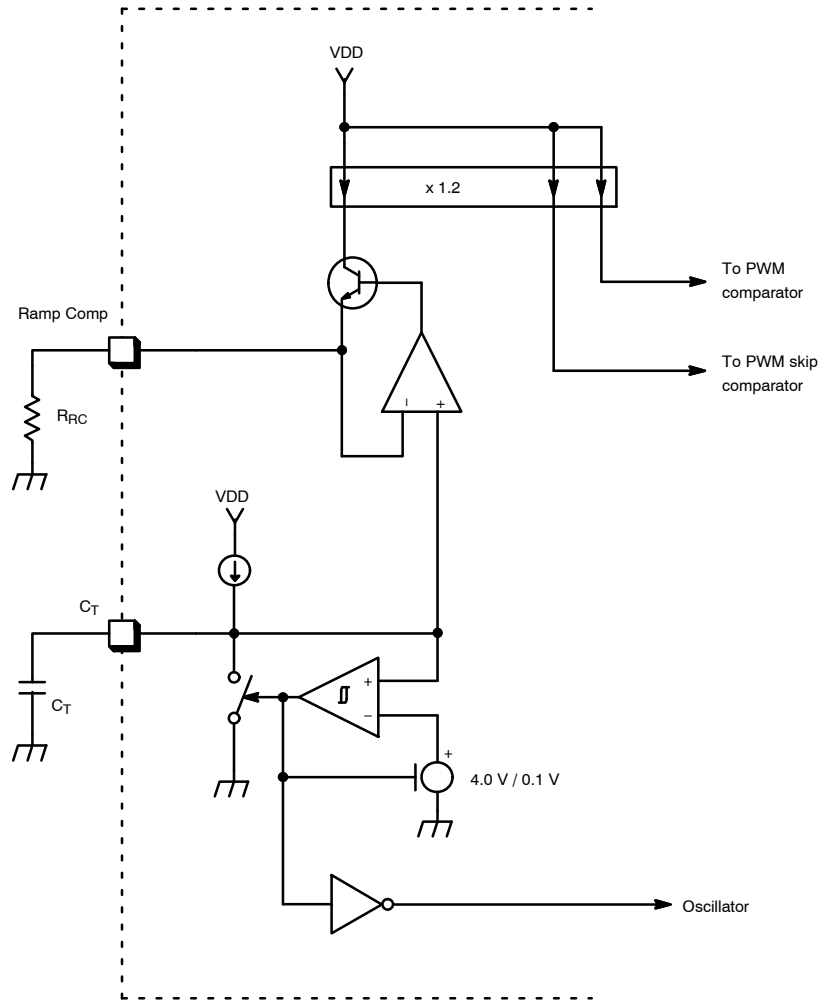 VDD
x 1.2
To PWM
comparator
Ramp Comp
To PWM skip
comparator
RRC
− +
VDD
CT
+
−
CT
+
4.0 V / 0.1 V
Oscillator